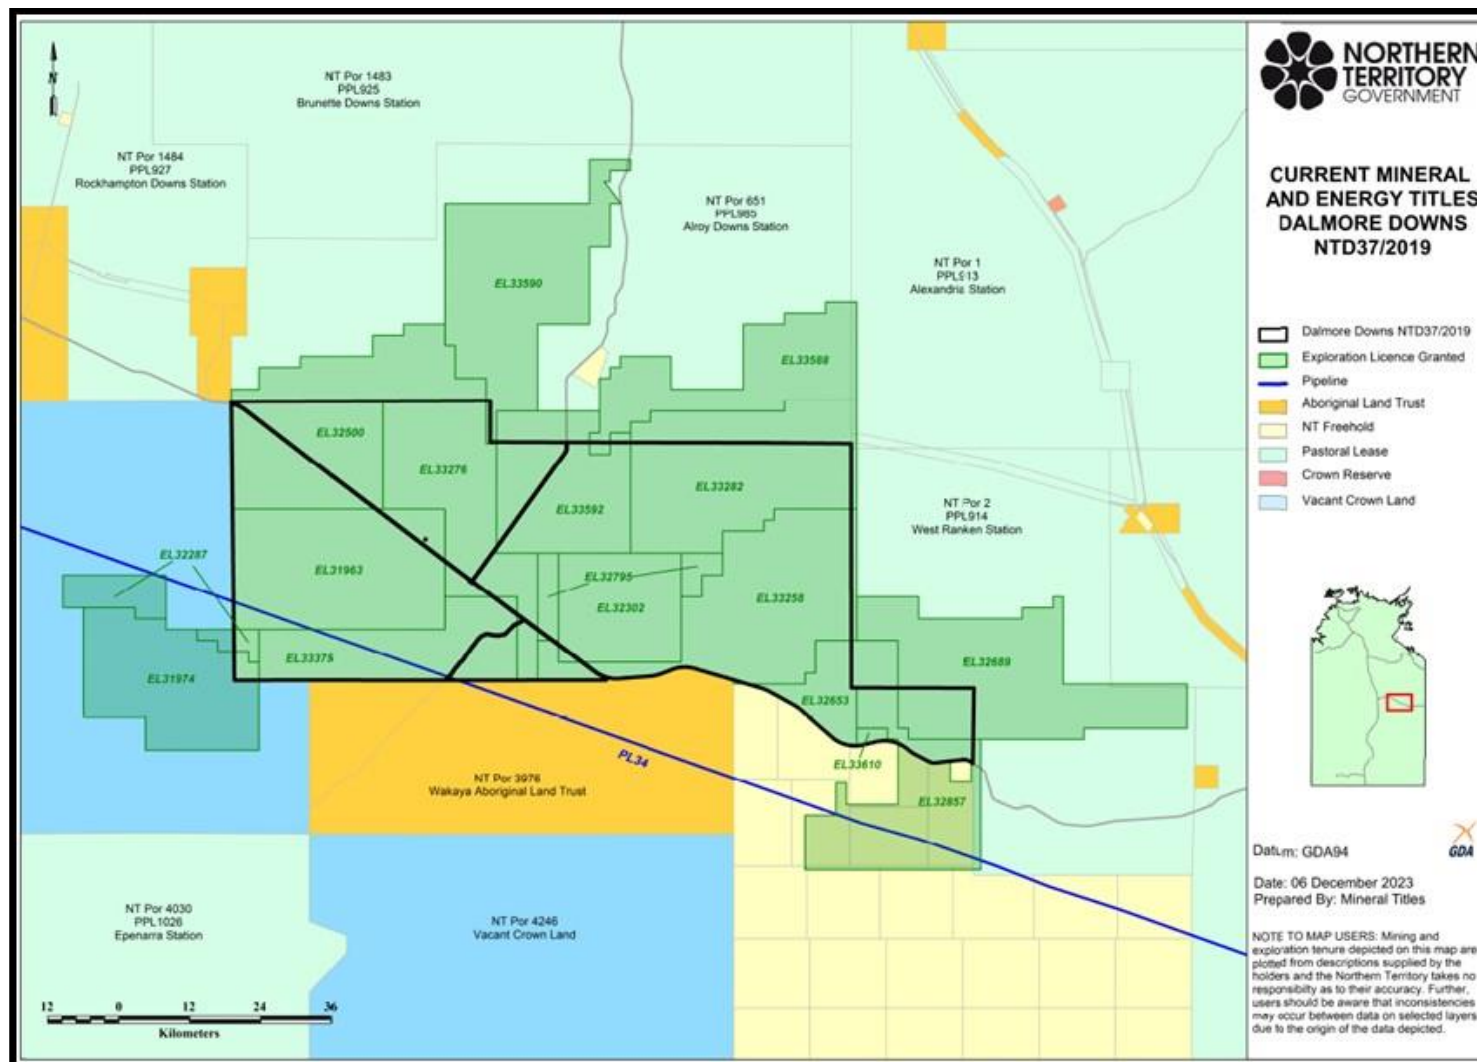 N
NT Por 1483
PPL925
Brunette Downs Station
NT Por 1484
PPL927
Rockhampton Downs Station
NT Por 651
PPL985
Alroy Downs Station
NT Por 1
PPL913
Alexandria Station
EL33590
EL33588
EL32500
EL33276
EL33282
EL33592
NT Por 2
PPL914
West Ranken Station
EL32287
EL31963
EL32795
EL32302
EL33258
EL33375
EL31974
EL32689
EL32653
PL34
EL33610
EL32857
NT Por 3976
Wakaya Aboriginal Land Trust
NT Por 4030
PPL1026
Epenarra Station
NT Por 4246
Vacant Crown Land
12 0 12 24 36
Kilometers
NORTHERN
TERRITORY
GOVERNMENT
CURRENT MINERAL
AND ENERGY TITLES
DALMORE DOWNS
NTD37/2019
Dalmore Downs NTD37/2019
Exploration Licence Granted
Pipeline
Aboriginal Land Trust
NT Freehold
Pastoral Lease
Crown Reserve
Vacant Crown Land
Datum: GDA94
GDA
Date: 06 December 2023
Prepared By: Mineral Titles
NOTE TO MAP USERS: Mining and
exploration tenure depicted on this map are
plotted from descriptions supplied by the
holders and the Northern Territory takes no
responsibilty as to their accuracy. Further,
users should be aware that inconsistencies
may occur between data on selected layers
due to the origin of the data depicted.